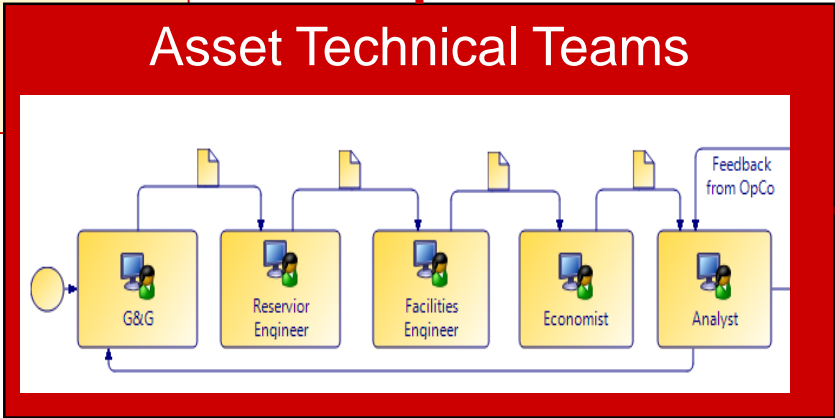 Asset Technical Teams
Feedback
from OpCo
G&G
Reservior
Engineer
Facilities
Engineer
Economist
Analyst